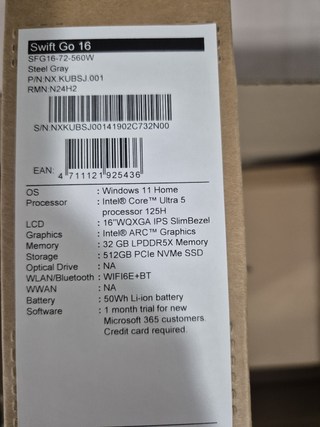 Swift Go 16
SFG16-72-560W
Steel Gray
P/N:NX.KUBSJ.001
RMN:N24H2
S/N:NXKUBSJ00141902C732N00
EAN: 4 711121 925436
OS : Windows 11 Home
Processor : Intel® Core™ Ultra 5
processor 125H
LCD : 16"WQXGA IPS SlimBezel
Graphics : Intel® ARC™ Graphics
Memory : 32 GB LPDDR5X Memory
Storage : 512GB PCIe NVMe SSD
Optical Drive : NA
WLAN/Bluetooth : WIFI6E+BT
WWAN : NA
Battery : 50Wh Li-ion battery
Software : 1 month trial for new
Microsoft 365 customers.
Credit card required.